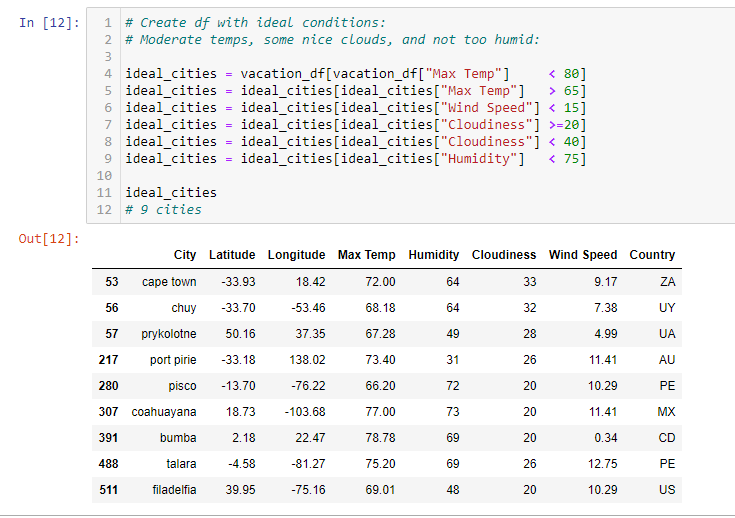 In [12]:
1 # Create df with ideal conditions:
2 # Moderate temps, some nice clouds, and not too humid:
3
4 ideal_cities = vacation_df[vacation_df["Max Temp"]     < 80]
5 ideal_cities = ideal_cities[ideal_cities["Max Temp"]   > 65]
6 ideal_cities = ideal_cities[ideal_cities["Wind Speed"] < 15]
7 ideal_cities = ideal_cities[ideal_cities["Cloudiness"] >=20]
8 ideal_cities = ideal_cities[ideal_cities["Cloudiness"] < 40]
9 ideal_cities = ideal_cities[ideal_cities["Humidity"]   < 75]
10
11 ideal_cities
12 # 9 cities
Out[12]:
City Latitude Longitude Max Temp Humidity Cloudiness Wind Speed Country
53 cape town -33.93 18.42 72.00 64 33 9.17 ZA
56 chuy -33.70 -53.46 68.18 64 32 7.38 UY
57 prykolotne 50.16 37.35 67.28 49 28 4.99 UA
217 port pirie -33.18 138.02 73.40 31 26 11.41 AU
280 pisco -13.70 -76.22 66.20 72 20 10.29 PE
307 coahuayana 18.73 -103.68 77.00 73 20 11.41 MX
391 bumba 2.18 22.47 78.78 69 20 0.34 CD
488 talara -4.58 -81.27 75.20 69 26 12.75 PE
511 filadelfia 39.95 -75.16 69.01 48 20 10.29 US